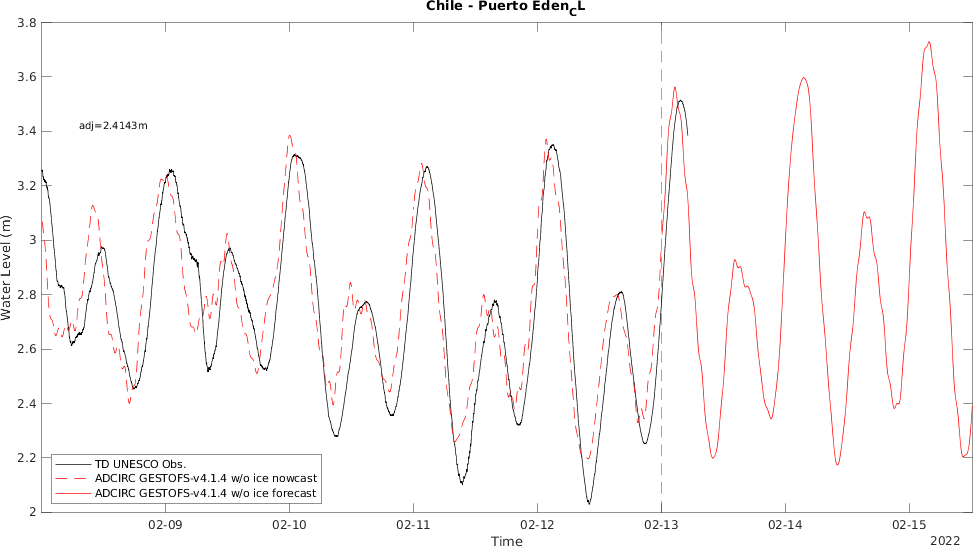 Chile - Puerto Eden_CL
3.8
3.6
3.4
3.2
3
2.8
2.6
2.4
2.2
2
Water Level (m)
adj=2.4143m
TD UNESCO Obs.
ADCIRC GESTOFS-v4.1.4 w/o ice nowcast
ADCIRC GESTOFS-v4.1.4 w/o ice forecast
02-09 02-10 02-11 02-12 02-13 02-14 02-15
Time
2022